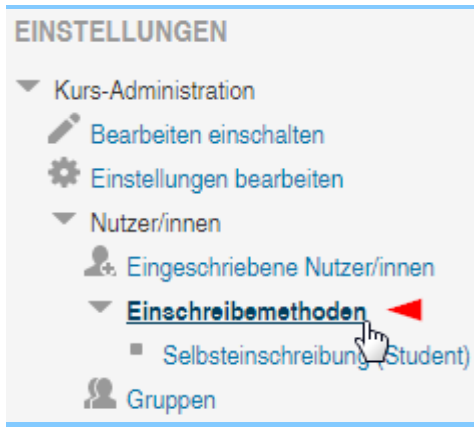 EINSTELLUNGEN
Kurs-Administration
Bearbeiten einschalten
Einstellungen bearbeiten
Nutzer/innen
Eingeschriebene Nutzer/innen
Einschreibemethoden
Selbsteinschreibung (Student)
Gruppen